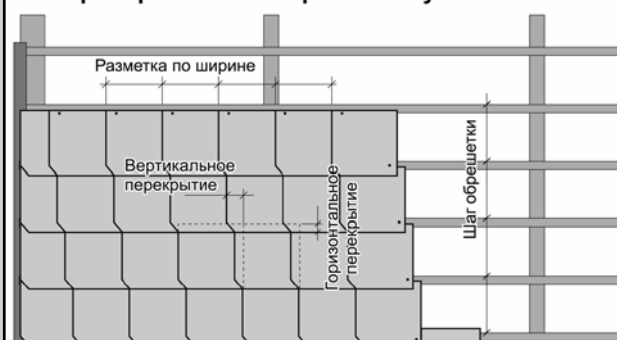 Разметка по ширине
Вертикальное
перекрытие
Горизонтальное
перекрытие
Шаг обрешетки